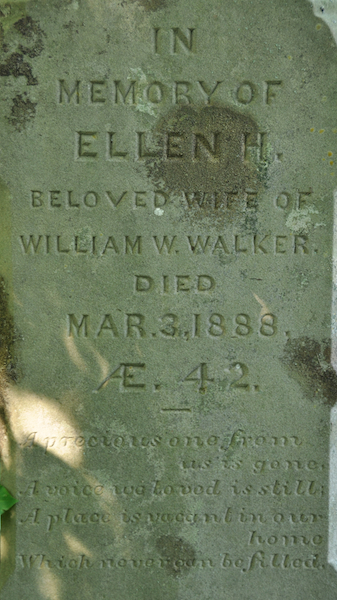 IN
MEMORY OF
ELLEN H.
BELOVED WIFE OF
WILLIAM W. WALKER.
DIED
MAR. 3, 1888.
Æ. 42.
A precious one from
us is gone.
A voice we loved is still;
A place is vacant in our
home
Which never can be filled.